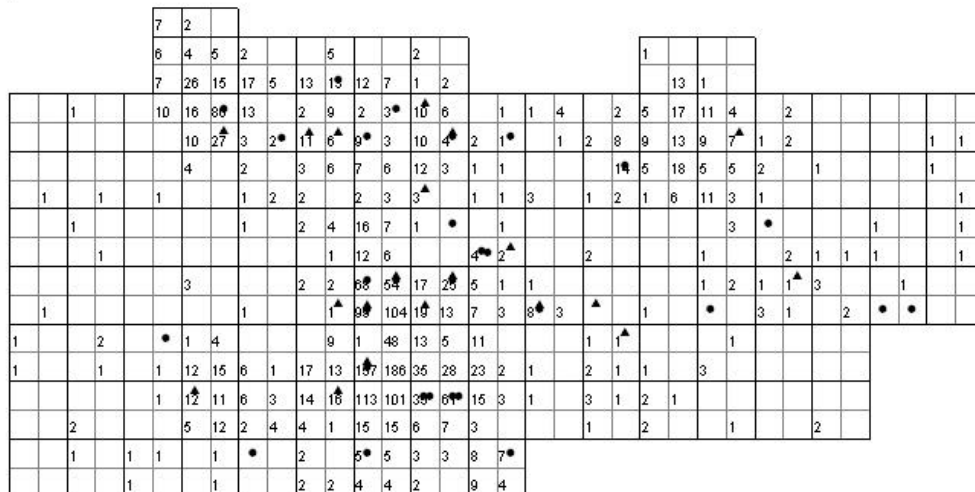 7 2
6 4 5 2 5 2 1
7 26 15 17 5 13 12 7 1 2 13 1
1 10 16 86 13 2 9 2 3 10 6 1 1 4 2 5 17 11 4 2
10 27 3 2 11 6 9 3 10 4 2 1 1 2 8 9 13 9 7 1 2 1 1
4 2 3 6 7 6 12 3 1 1 14 5 18 5 5 2 1 1
1 1 1 1 2 2 2 3 3 1 1 3 1 2 1 6 11 3 1
1 1 2 4 16 7 1 1 3 1 1
1 1 12 6 4 2 2 1 2 1 1 1 1
3 2 2 68 54 17 25 5 1 1 1 2 1 1 3 1
1 1 1 104 19 13 7 3 8 3 1 3 1 2
1 2 1 4 9 1 48 13 5 11 1 1 1
1 1 1 12 15 6 1 17 13 186 35 28 23 2 1 2 1 1 3
1 12 11 6 3 14 16 113 101 15 3 1 3 1 2 1
2 5 12 2 4 4 1 15 15 6 7 3 1 2 1 2
1 1 1 1 2 5 5 3 3 8 7
1 1 2 2 4 4 2 9 4